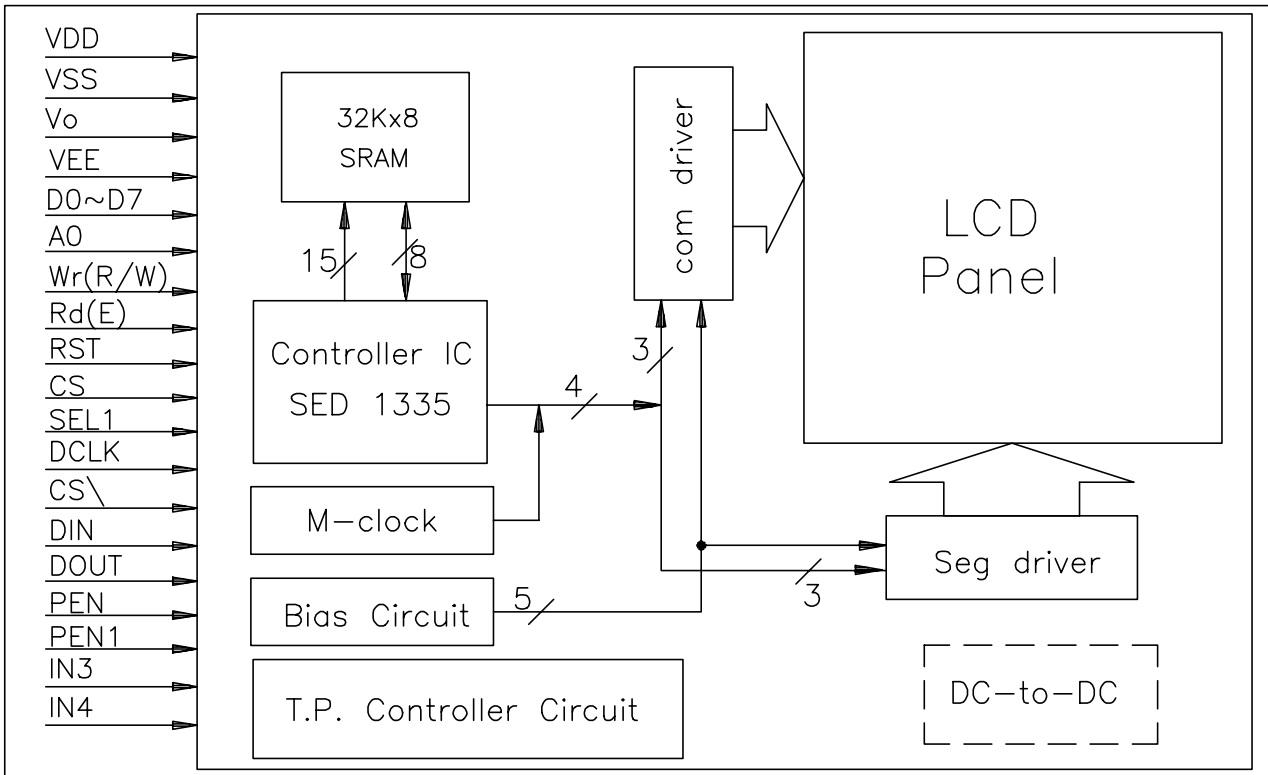 VDD
VSS
Vo
VEE
D0~D7
A0
Wr(R/W)
Rd(E)
RST
CS
SEL1
DCLK
CS\
DIN
DOUT
PEN
PEN1
IN3
IN4
32Kx8
SRAM
15
8
Controller IC
SED 1335
4
3
com driver
LCD
Panel
M-clock
Bias Circuit
5
3
Seg driver
T.P. Controller Circuit
DC-to-DC